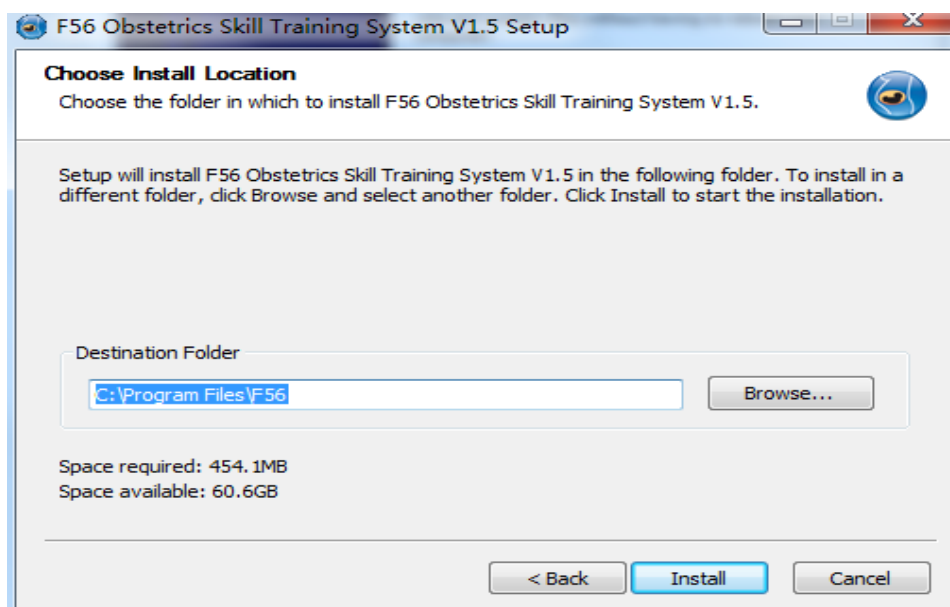 F56 Obstetrics Skill Training System V1.5 Setup
Choose Install Location
Choose the folder in which to install F56 Obstetrics Skill Training System V1.5.
Setup will install F56 Obstetrics Skill Training System V1.5 in the following folder. To install in a
different folder, click Browse and select another folder. Click Install to start the installation.
Destination Folder
C:\Program Files\F56
Browse...
Space required: 454.1MB
Space available: 60.6GB
< Back
Install
Cancel